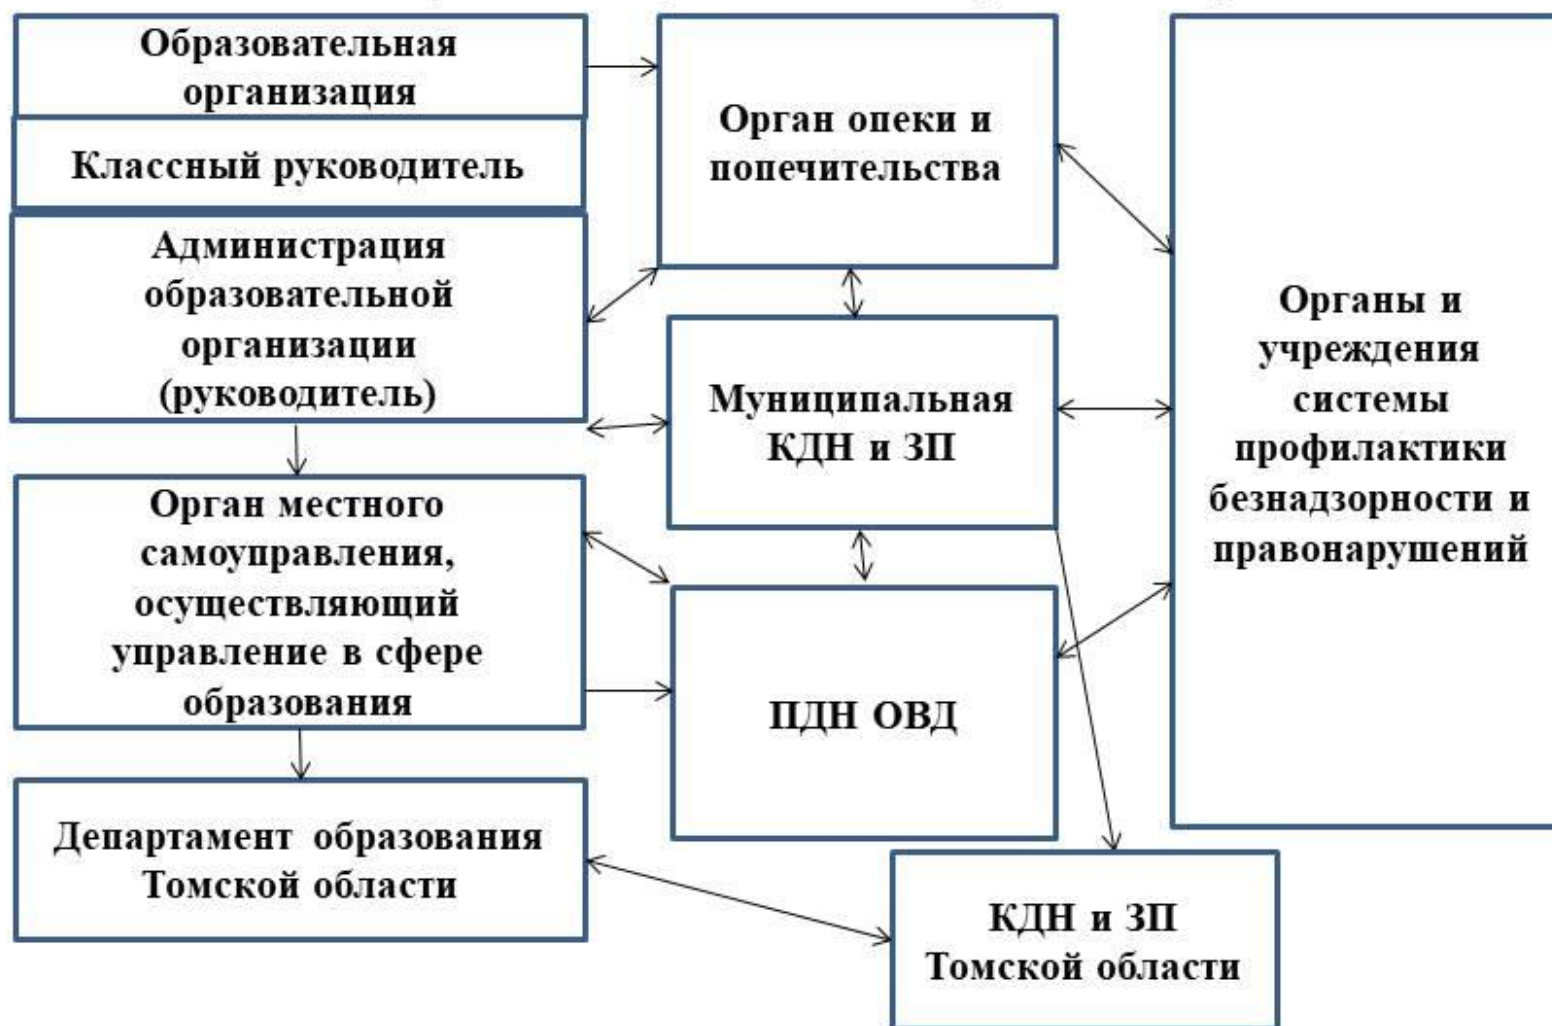 Образовательная
организация
Классный руководитель
Администрация
образовательной
организации
(руководитель)
Орган местного
самоуправления,
осуществляющий
управление в сфере
образования
Департамент образования
Томской области
Орган опеки и
попечительства
Муниципальная
КДН и ЗП
ПДН ОВД
КДН и ЗП
Томской области
Органы и
учреждения
системы
профилактики
безнадзорности и
правонарушений